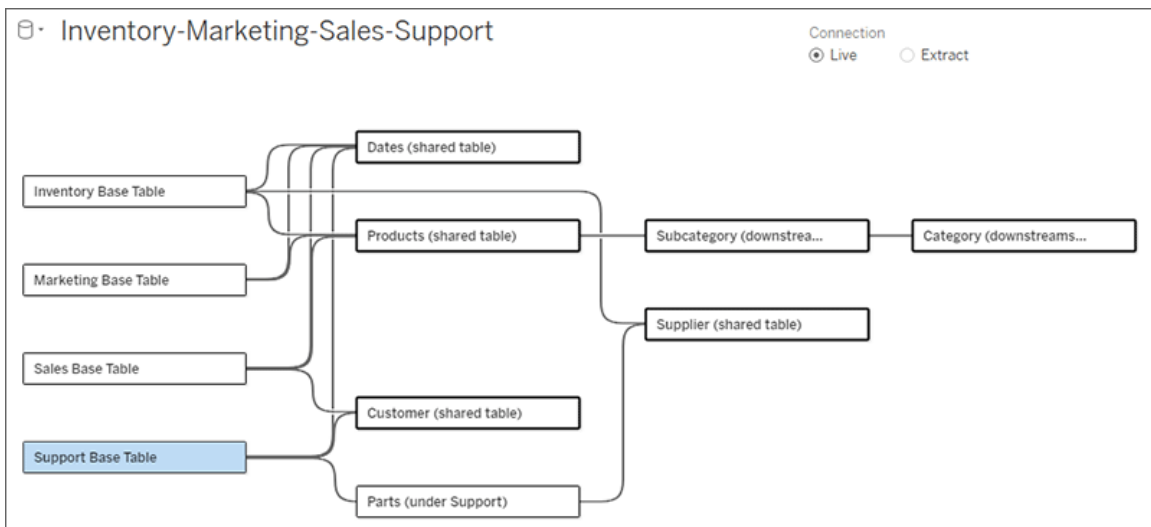 Inventory-Marketing-Sales-Support
Connection
Live
Extract
Dates (shared table)
Inventory Base Table
Products (shared table)
Subcategory (downstrea...
Category (downstreams...
Marketing Base Table
Supplier (shared table)
Sales Base Table
Customer (shared table)
Support Base Table
Parts (under Support)